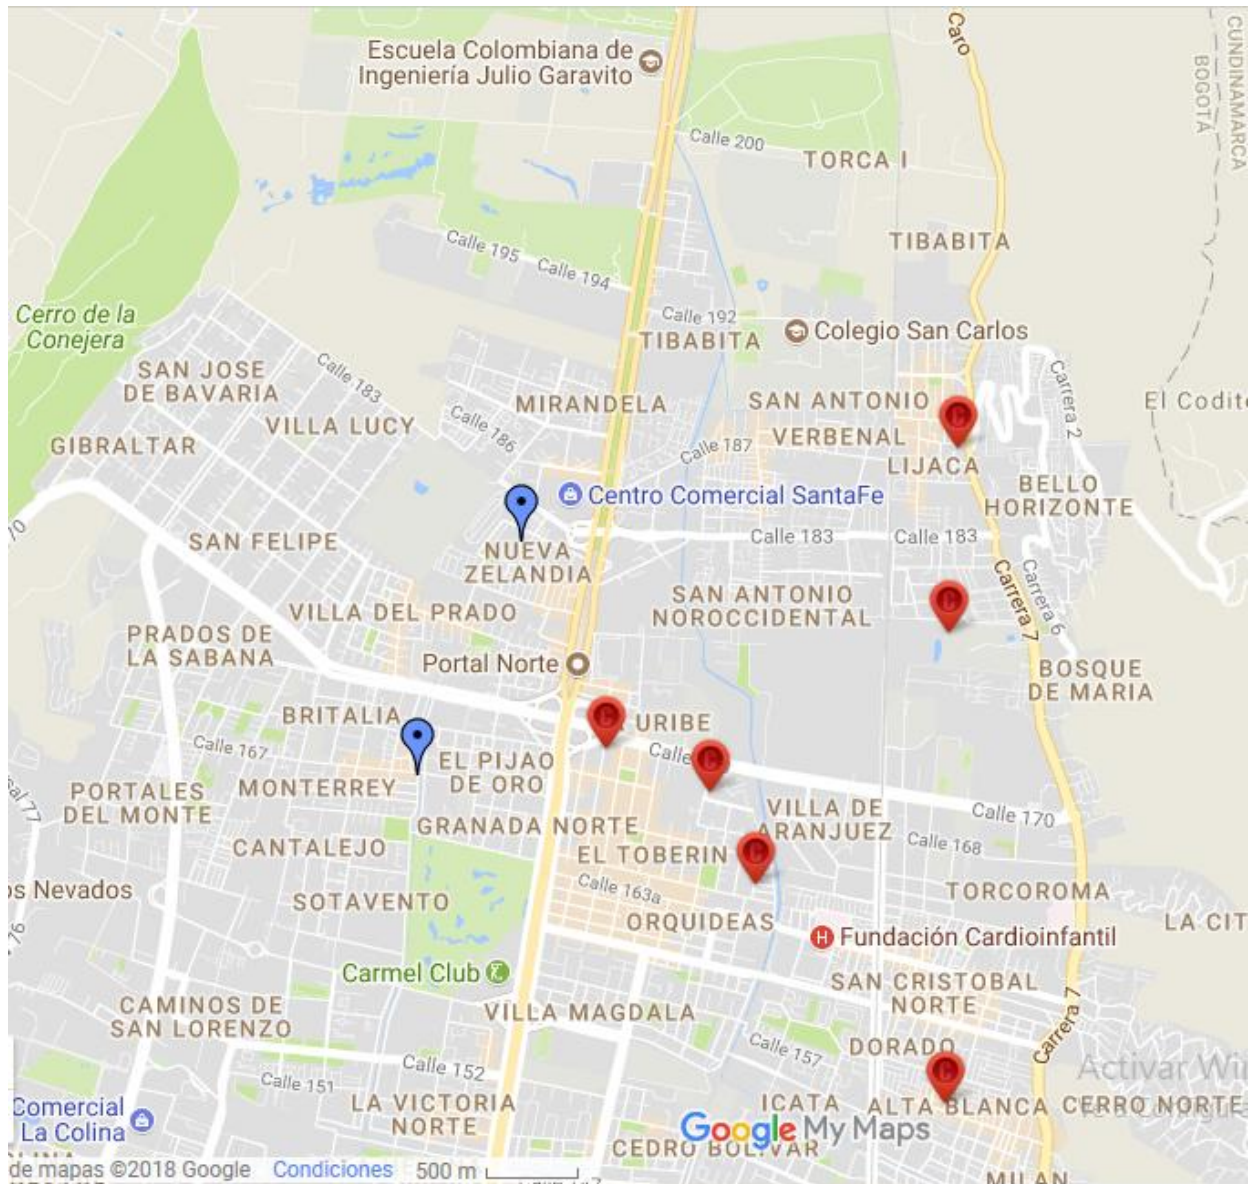 Escuela Colombiana de
Ingeniería Julio Garavito
Caro
CUNDINAMARCA
BOGOTA
Calle 200
TORCA I
TIBABITA
Calle 195
Calle 194
Cerro de la
Conejera
Calle 192
TIBABITA
Colegio San Carlos
SAN JOSE
DE BAVARIA
Calle 183
MIRANDELA
SAN ANTONIO
Carrera 2
El Codito
VILLA LUCY
Calle 186
VERBENAL
GIBRALTAR
Calle 187
LIJACA
BELLO
HORIZONTE
Centro Comercial SantaFe
70
SAN FELIPE
NUEVA
ZELANDIA
Calle 183
Calle 183
Carrera 7
Carrera 6
SAN ANTONIO
NOROCCIDENTAL
VILLA DEL PRADO
PRADOS DE
LA SABANA
Portal Norte
BOSQUE
DE MARIA
BRITALIA
URIBE
Calle 167
EL PIJAO
DE ORO
Calle
sal 77
PORTALES
DEL MONTE
MONTERREY
VILLA DE
ARANJUEZ
Calle 170
GRANADA NORTE
CANTALEJO
EL TOBERIN
Calle 168
os Nevados
Calle 163a
TORCOROMA
SOTAVENTO
ORQUIDEAS
LA CIT
76
Fundación Cardioinfantil
Carmel Club
SAN CRISTOBAL
NORTE
CAMINOS DE
SAN LORENZO
VILLA MAGDALA
Carrera 7
Calle 157
DORADO
Calle 152
Activar Wi
Calle 151
Comercial
La Colina
LA VICTORIA
NORTE
ICATA
ALTA BLANCA
CERRO NORTE
Google My Maps
CEDRO BOLIVAR
de mapas ©2018 Google
Condiciones
500 m
MILAN